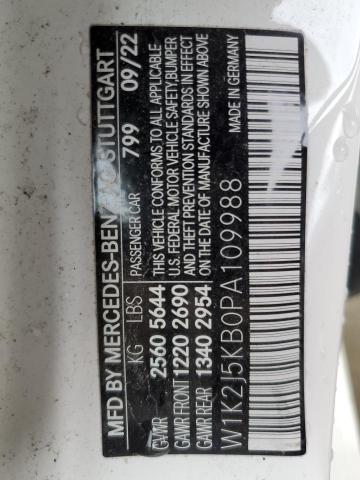 MFD BY MERCEDES-BENZ AG STUTTGART
KG LBS PASSENGER CAR 799 09/22
GVWR 2560 5644 THIS VEHICLE CONFORMS TO ALL APPLICABLE
GAWR FRONT 1220 2690 U.S. FEDERAL MOTOR VEHICLE SAFETY, BUMPER
GAWR REAR 1340 2954 AND THEFT PREVENTION STANDARDS IN EFFECT
ON THE DATE OF MANUFACTURE SHOWN ABOVE
MADE IN GERMANY
W1K2J5KB0PA109988